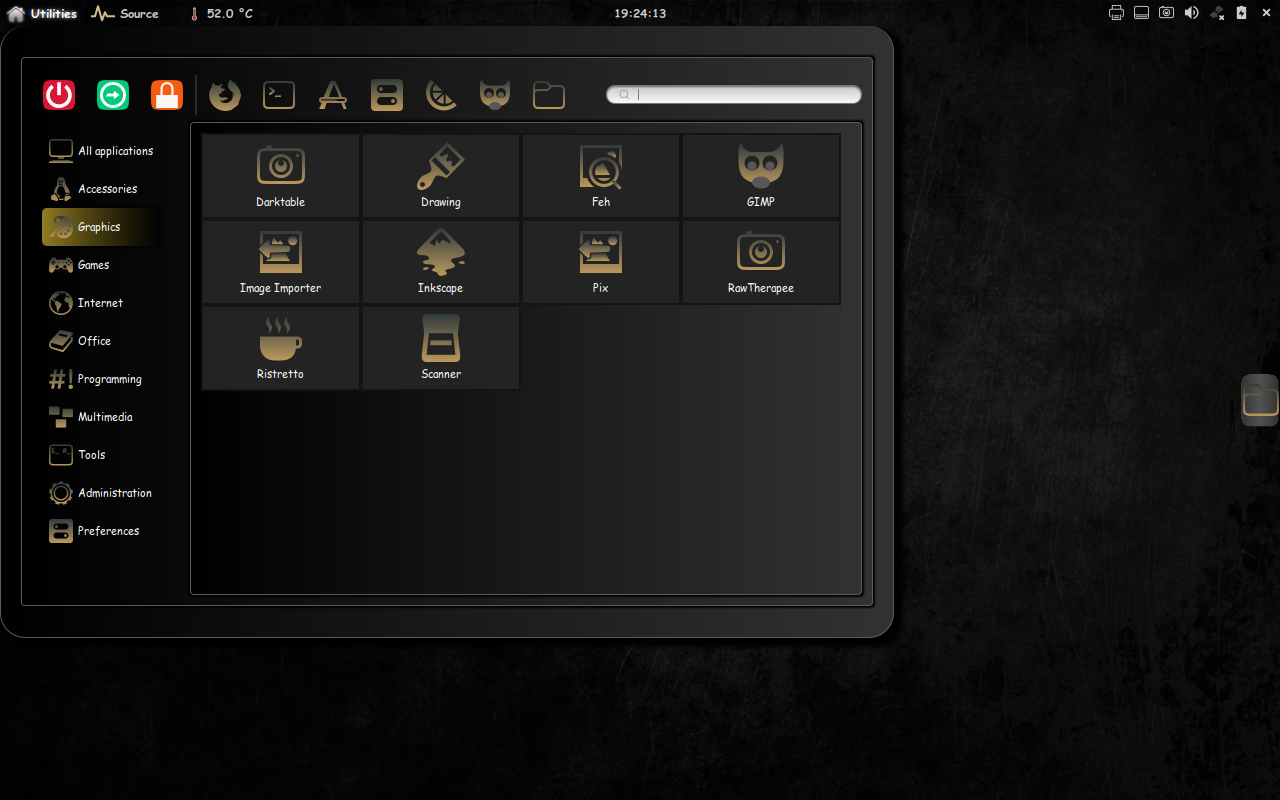 Utilities Source 52.0 °C 19:24:13
All applications
Accessories
Graphics
Games
Internet
Office
Programming
Multimedia
Tools
Administration
Preferences
Darktable Drawing Feh GIMP
Image Importer Inkscape Pix RawTherapee
Ristretto Scanner